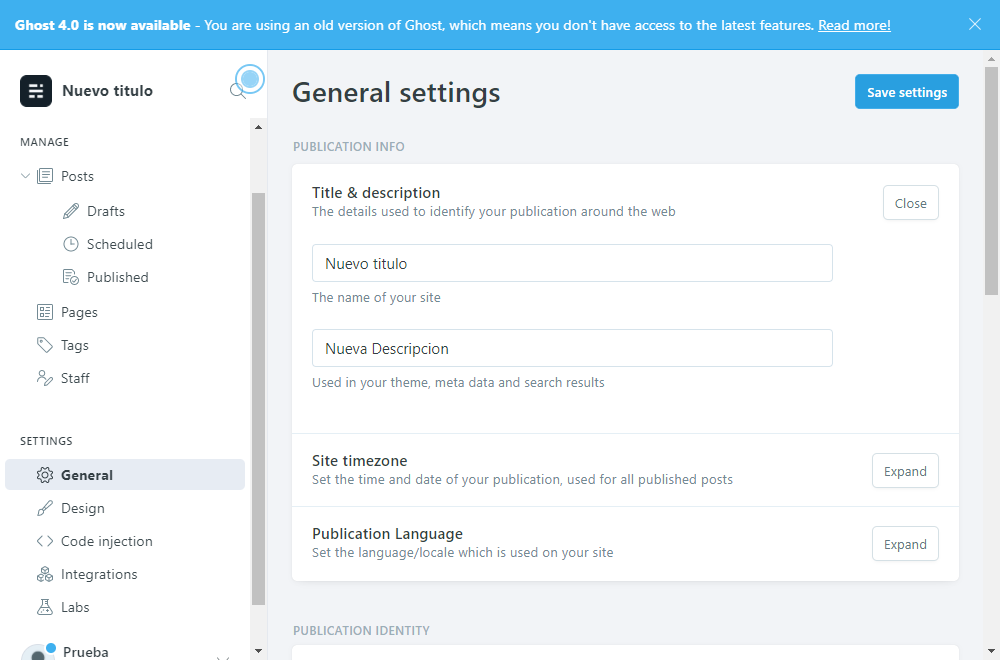 Ghost 4.0 is now available - You are using an old version of Ghost, which means you don't have access to the latest features. Read more!
Nuevo titulo
MANAGE
Posts
Drafts
Scheduled
Published
Pages
Tags
Staff
SETTINGS
General
Design
Code injection
Integrations
Labs
Prueba
General settings
Save settings
PUBLICATION INFO
Title & description
The details used to identify your publication around the web
Close
Nuevo titulo
The name of your site
Nueva Descripcion
Used in your theme, meta data and search results
Site timezone
Set the time and date of your publication, used for all published posts
Expand
Publication Language
Set the language/locale which is used on your site
Expand
PUBLICATION IDENTITY